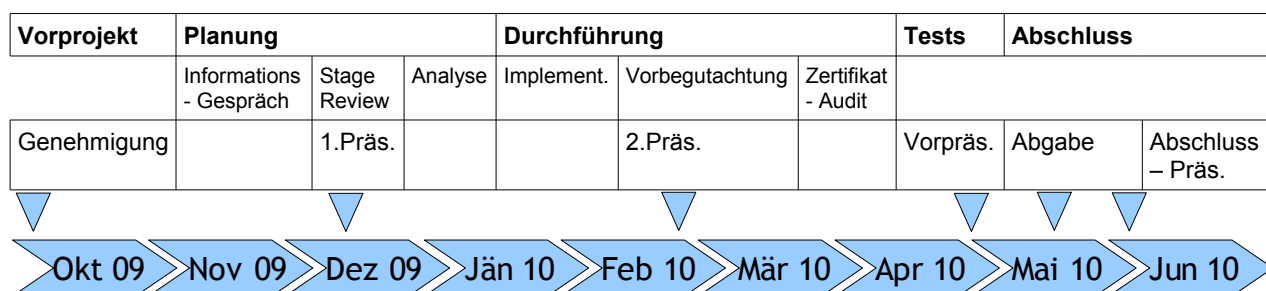 Vorprojekt Planung Durchführung Tests Abschluss
Informations Stage Analyse Implement. Vorbegutachtung Zertifikat
- Gespräch Review - Audit
Genehmigung 1.Präs. 2.Präs. Vorpräs. Abgabe Abschluss
– Präs.
Okt 09 Nov 09 Dez 09 Jän 10 Feb 10 Mär 10 Apr 10 Mai 10 Jun 10